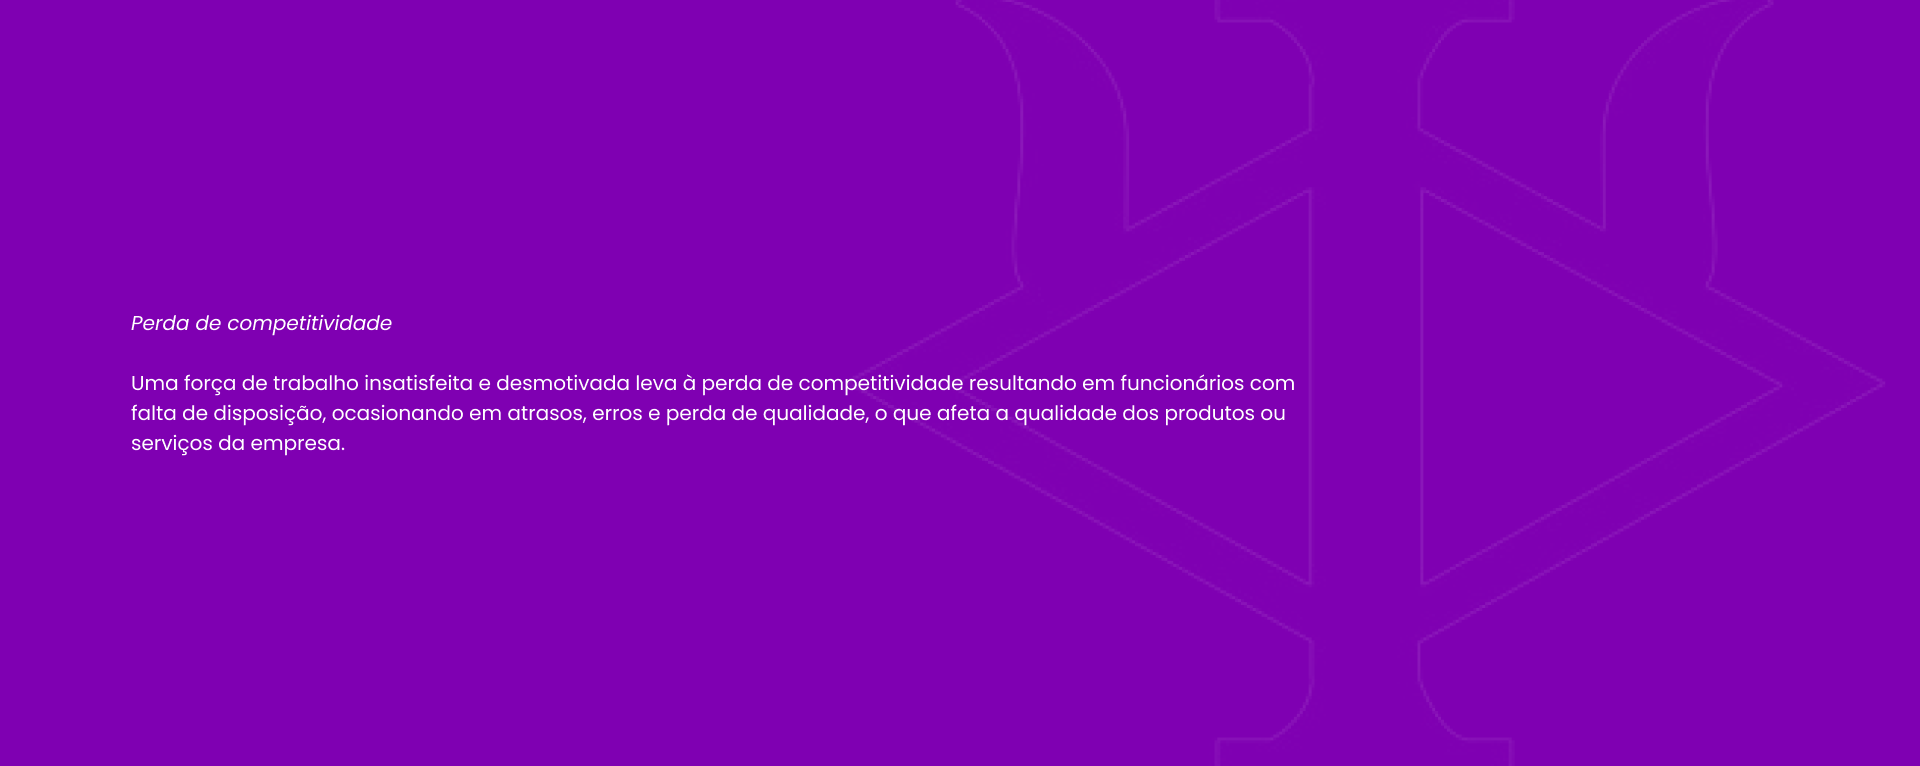 Perda de competitividade
Uma força de trabalho insatisfeita e desmotivada leva à perda de competitividade resultando em funcionários com
falta de disposição, ocasionando em atrasos, erros e perda de qualidade, o que afeta a qualidade dos produtos ou
serviços da empresa.